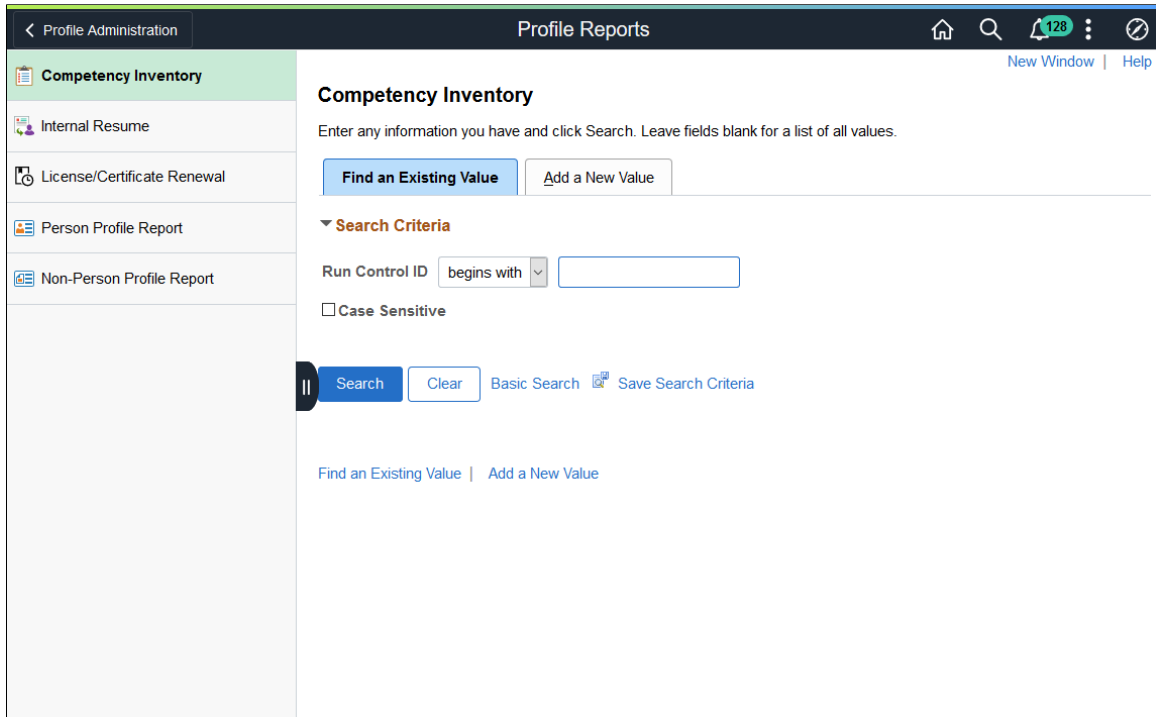 Profile Administration
Profile Reports
128
New Window | Help
Competency Inventory
Internal Resume
License/Certificate Renewal
Person Profile Report
Non-Person Profile Report
Competency Inventory
Enter any information you have and click Search. Leave fields blank for a list of all values.
Find an Existing Value
Add a New Value
Search Criteria
Run Control ID begins with
Case Sensitive
Search Clear Basic Search Save Search Criteria
Find an Existing Value | Add a New Value